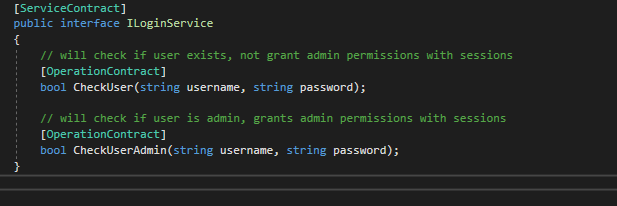 [ServiceContract]
public interface ILoginService
{
// will check if user exists, not grant admin permissions with sessions
[OperationContract]
bool CheckUser(string username, string password);
// will check if user is admin, grants admin permissions with sessions
[OperationContract]
bool CheckUserAdmin(string username, string password);
}